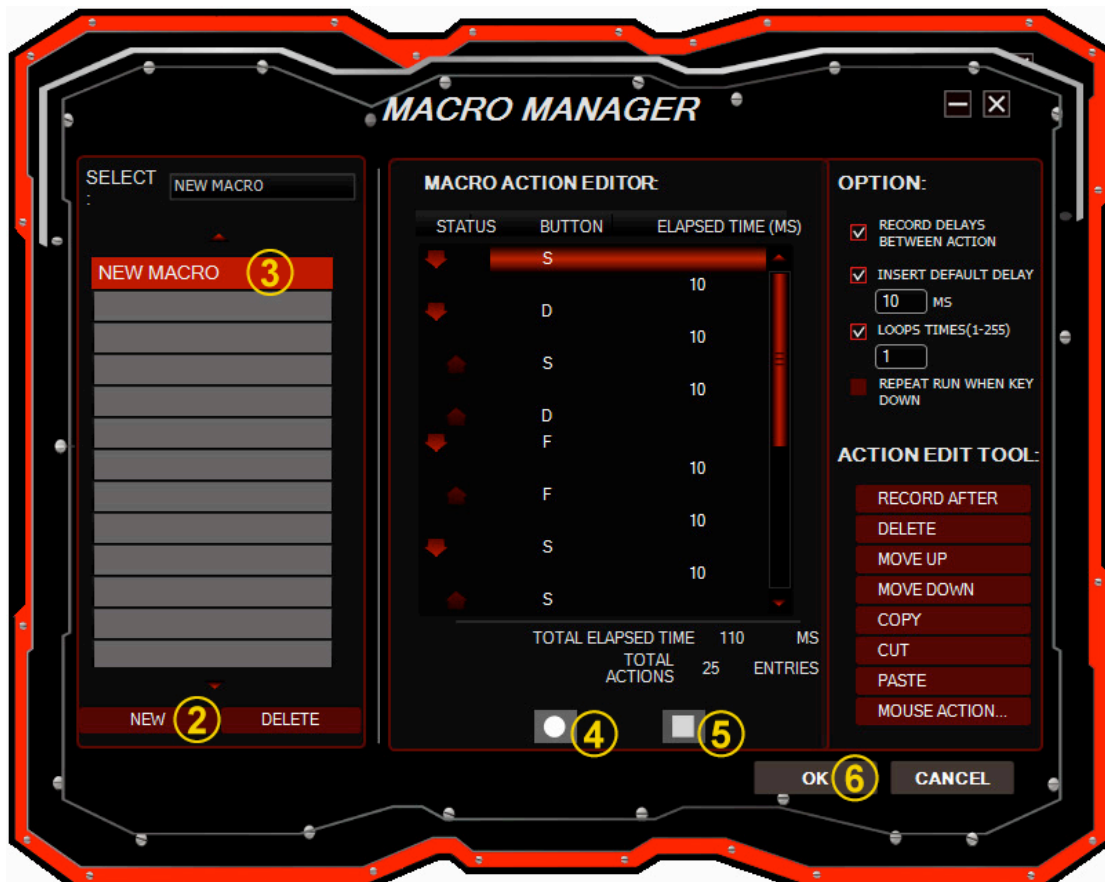 MACRO MANAGER
SELECT
:
NEW MACRO
NEW MACRO
3
NEW
2
DELETE
MACRO ACTION EDITOR:
STATUS BUTTON ELAPSED TIME (MS)
S
10
D
10
S
10
D
F
10
F
10
S
10
S
TOTAL ELAPSED TIME 110 MS
TOTAL
ACTIONS 25 ENTRIES
4
5
OPTION:
RECORD DELAYS
BETWEEN ACTION
INSERT DEFAULT DELAY
10 MS
LOOPS TIMES(1-255)
1
REPEAT RUN WHEN KEY
DOWN
ACTION EDIT TOOL:
RECORD AFTER
DELETE
MOVE UP
MOVE DOWN
COPY
CUT
PASTE
MOUSE ACTION...
OK
6
CANCEL